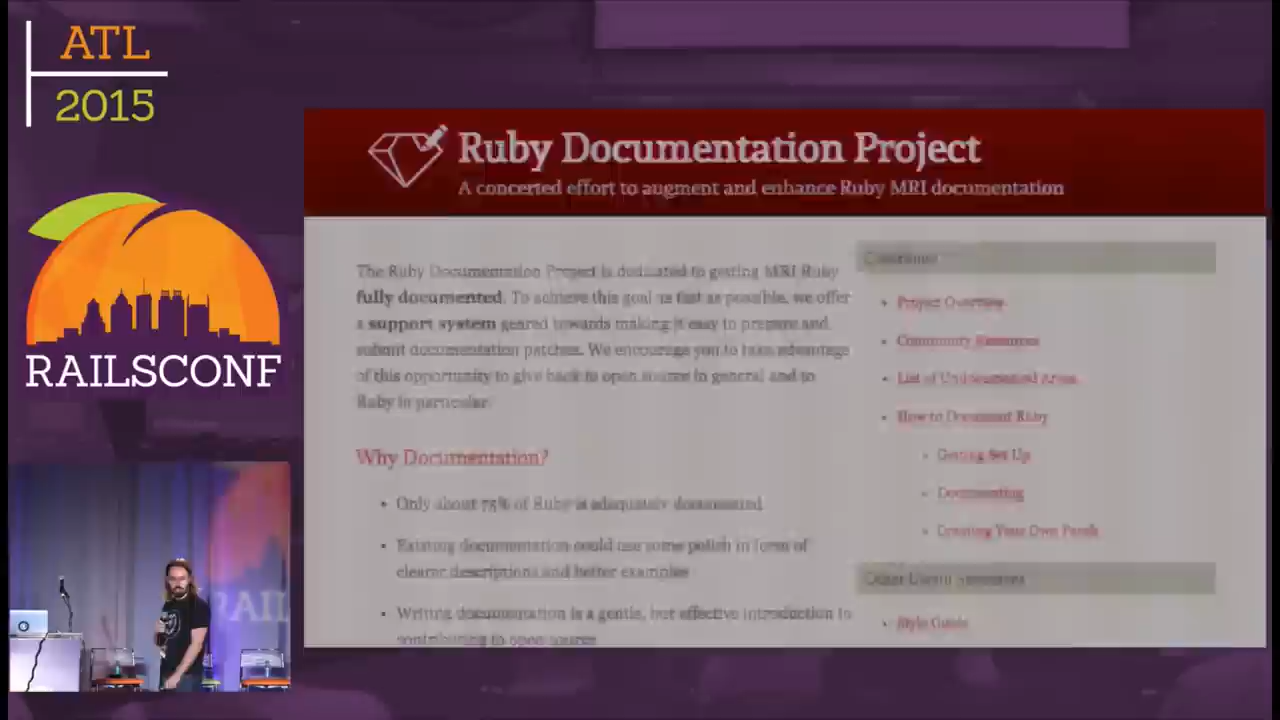 ATL
2015
RAILSCONF
Ruby Documentation Project
A concerted effort to augment and enhance Ruby MRI documentation
The Ruby Documentation Project is dedicated to getting MRI Ruby
fully documented. To achieve this goal as fast as possible, we offer
a support system geared towards making it easy to prepare and
submit documentation patches. We encourage you to take advantage
of this opportunity to give back to open source in general and to
Ruby in particular.
Why Documentation?
• Only about 75% of Ruby is adequately documented
• Existing documentation could use some polish in form of
clearer descriptions and better examples
• Writing documentation is a gentle, but effective introduction to
contributing to open source
• Project Overview
• Community Resources
• List of Undocumented Areas
• How to Document Ruby
Getting Set Up
Documenting
Creating Your Own Patch
Other Useful Resources
• Style Guide
RAIL